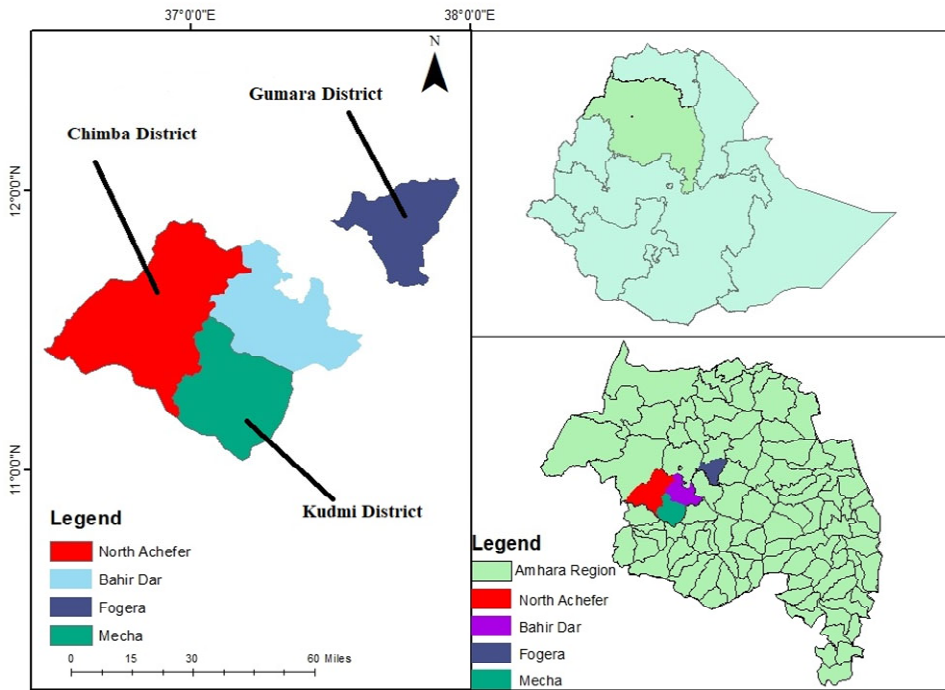 37°0'0"E
38°0'0"E
N
Gumara District
Chimba District
12°0'0"N
11°0'0"N
Kudmi District
Legend
North Achefer
Bahir Dar
Fogera
Mecha
0 15 30 60 Miles
Legend
Amhara Region
North Achefer
Bahir Dar
Fogera
Mecha